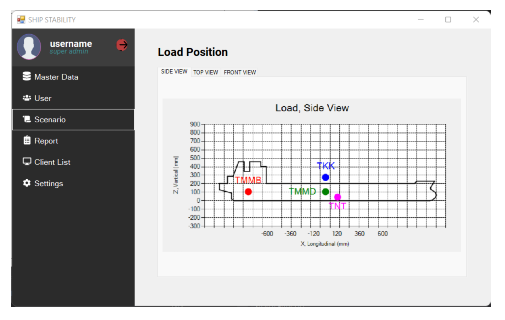 SHIP STABILITY
username
super admin
Master Data
User
Scenario
Report
Client List
Settings
Load Position
SIDE VIEW TOP VIEW FRONT VIEW
Load, Side View
Z, Vertical (mm)
900
800
700
600
500
400
300
200
100
0
-100
-200
-300
TKK
TMMB
TMMD
TNT
-600 -360 -120 120 360 600
X, Longitudinal (mm)